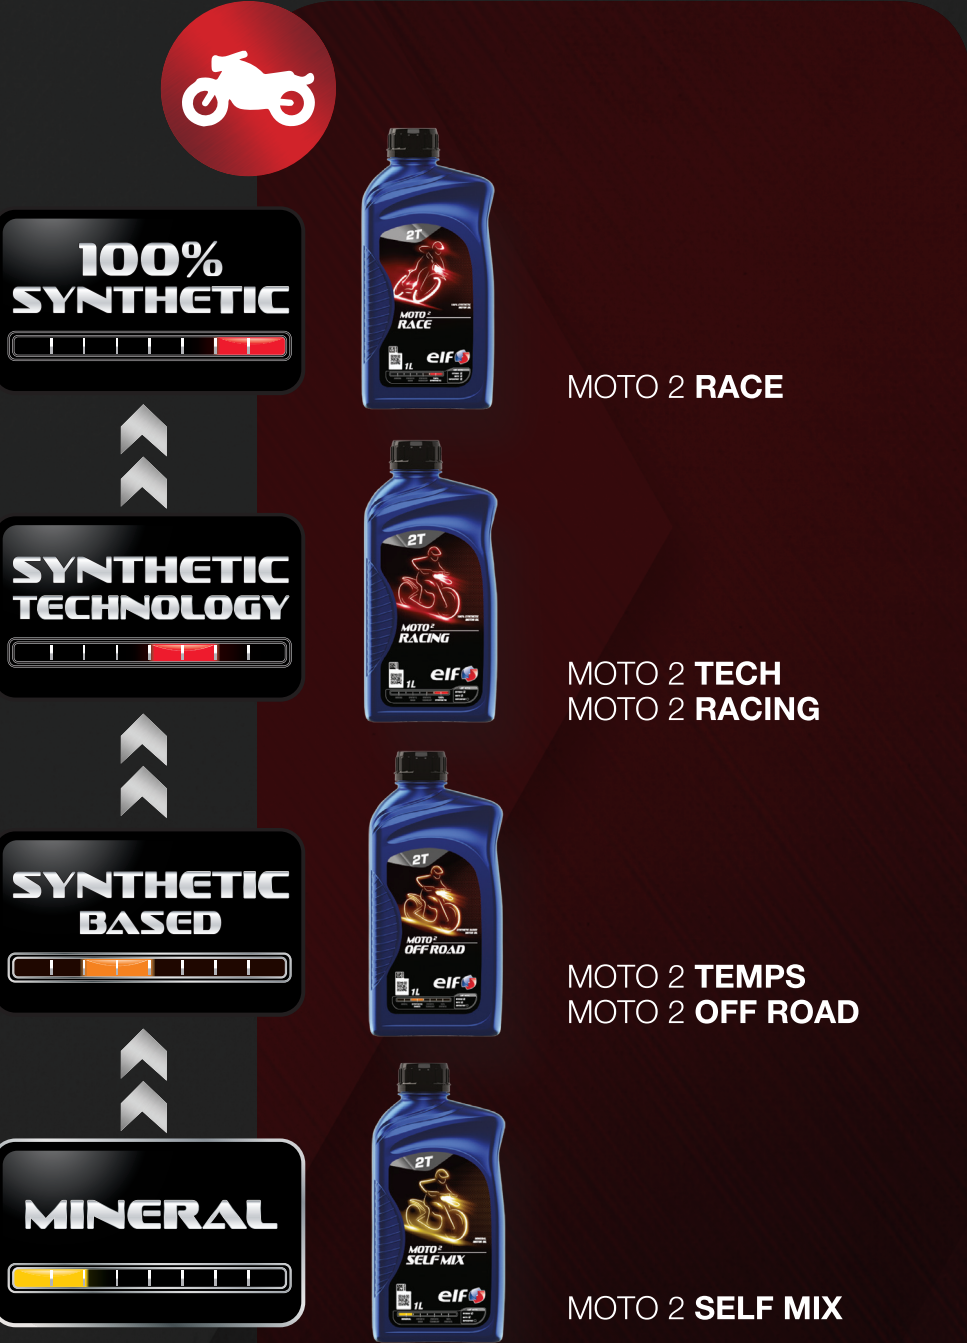 100%
SYNTHETIC
2T
MOTO 2
RACE
elf
1L
MOTO 2 RACE
SYNTHETIC
TECHNOLOGY
2T
MOTO 2
RACING
elf
1L
MOTO 2 TECH
MOTO 2 RACING
SYNTHETIC
BASED
2T
MOTO 2
OFF ROAD
elf
1L
MOTO 2 TEMPS
MOTO 2 OFF ROAD
MINERAL
2T
MOTO 2
SELF MIX
elf
1L
MOTO 2 SELF MIX